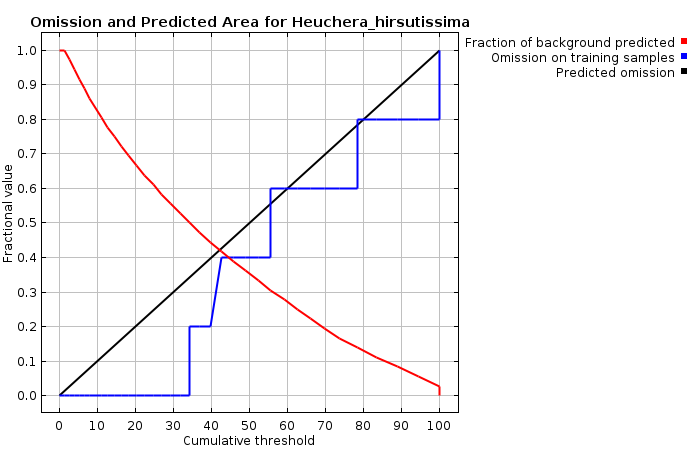 Omission and Predicted Area for Heuchera_hirsutissima
Fraction of background predicted
Omission on training samples
Predicted omission
Fractional value
1.0
0.9
0.8
0.7
0.6
0.5
0.4
0.3
0.2
0.1
0.0
0 10 20 30 40 50 60 70 80 90 100
Cumulative threshold